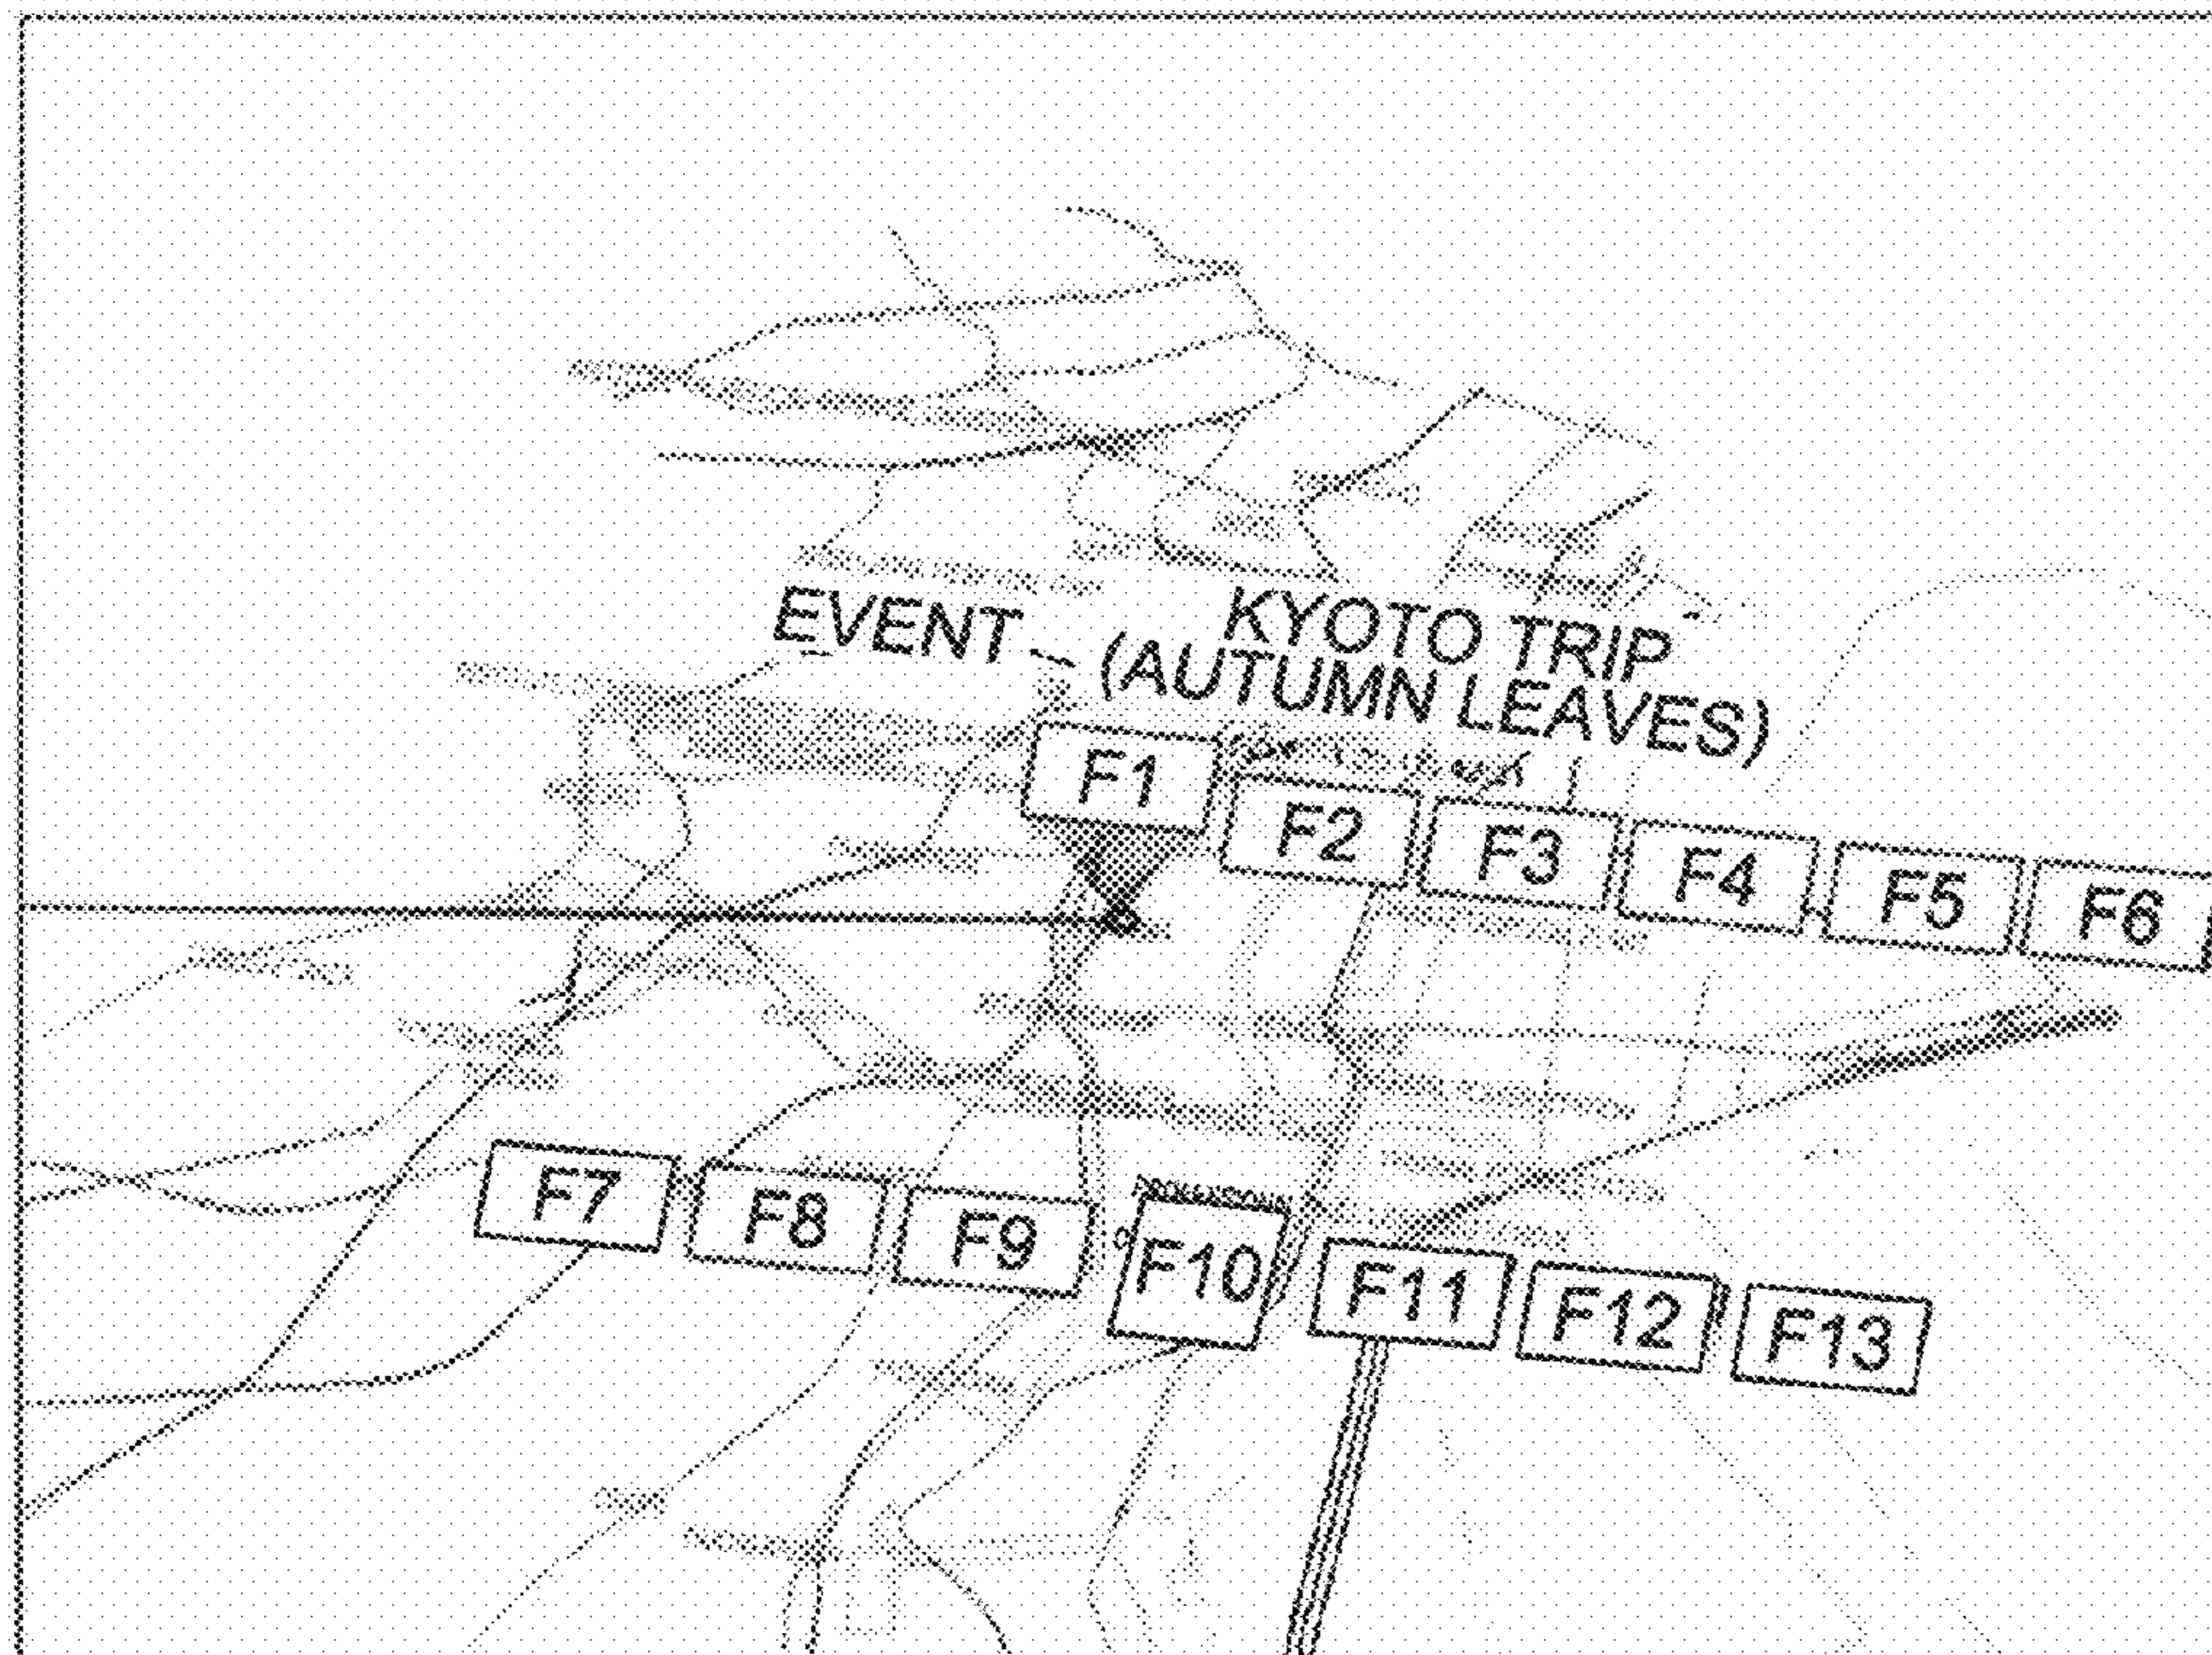 EVENT
KYOTO TRIP
(AUTUMN LEAVES)
F1
F2
F3
F4
F5
F6
F7
F8
F9
F10
F11
F12
F13